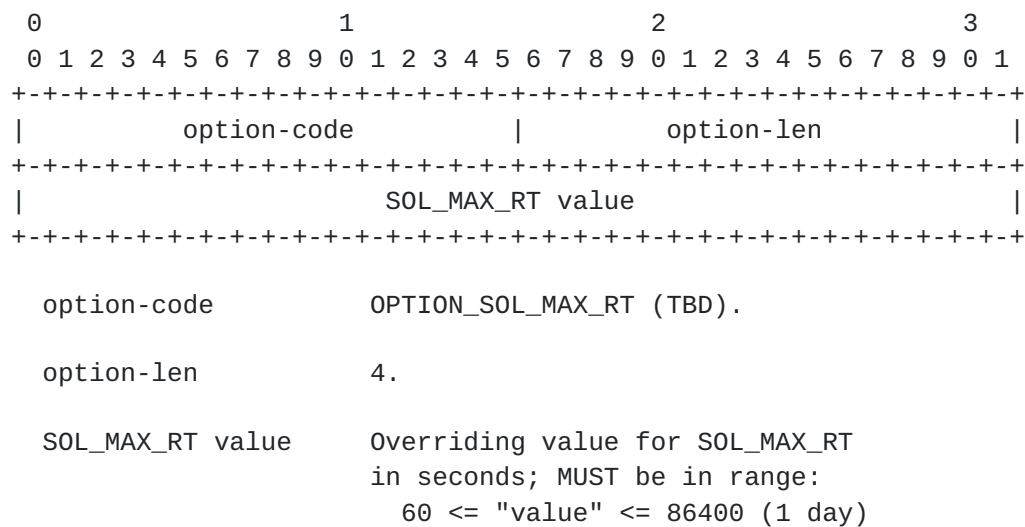 0                   1                   2                   3
 0 1 2 3 4 5 6 7 8 9 0 1 2 3 4 5 6 7 8 9 0 1 2 3 4 5 6 7 8 9 0 1
+-+-+-+-+-+-+-+-+-+-+-+-+-+-+-+-+-+-+-+-+-+-+-+-+-+-+-+-+-+-+-+-+
|          option-code          |         option-len            |
+-+-+-+-+-+-+-+-+-+-+-+-+-+-+-+-+-+-+-+-+-+-+-+-+-+-+-+-+-+-+-+-+
|                       SOL_MAX_RT value                        |
+-+-+-+-+-+-+-+-+-+-+-+-+-+-+-+-+-+-+-+-+-+-+-+-+-+-+-+-+-+-+-+-+

  option-code          OPTION_SOL_MAX_RT (TBD).

  option-len           4.

  SOL_MAX_RT value     Overriding value for SOL_MAX_RT
                       in seconds; MUST be in range:
                         60 <= "value" <= 86400 (1 day)